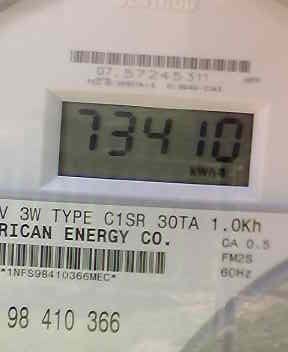 07.57245311
73410
kWh
V 3W TYPE C1SR 30TA 1.0Kh
RICAN ENERGY CO.
CA 0.5
FM2S
60Hz
*1NFS98410366MEC*
98 410 366